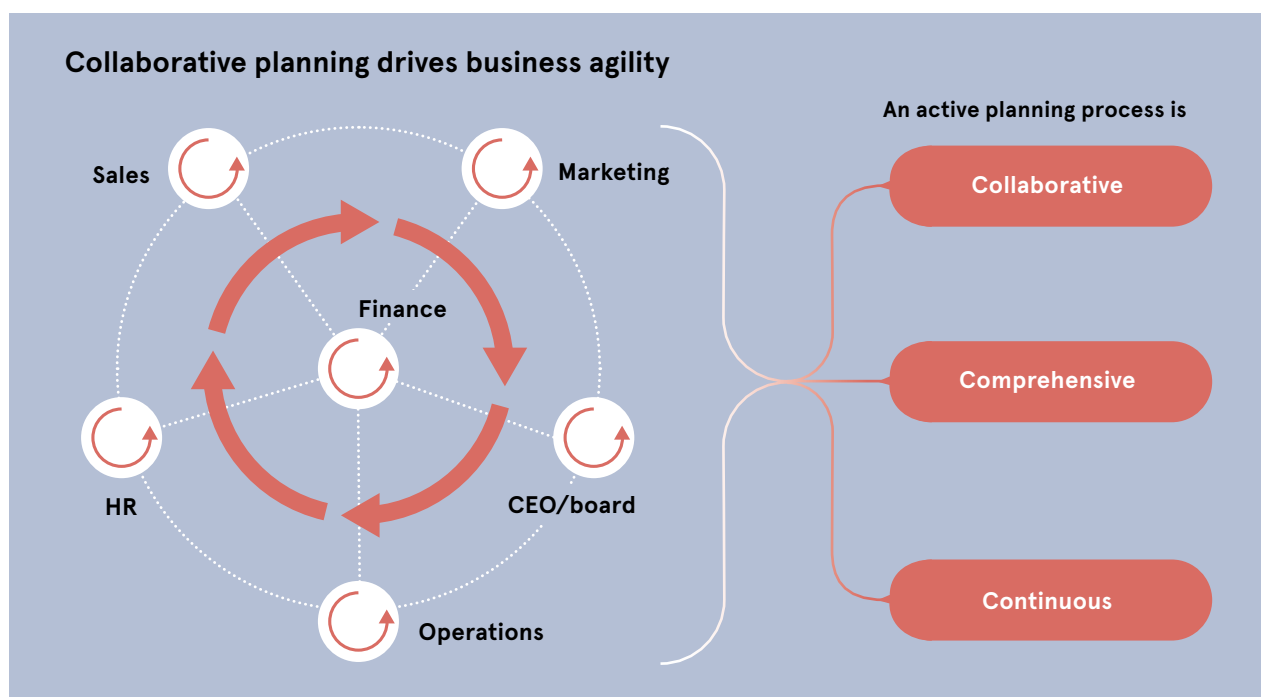 Collaborative planning drives business agility
An active planning process is
Sales
Marketing
Finance
HR
CEO/board
Operations
Collaborative
Comprehensive
Continuous